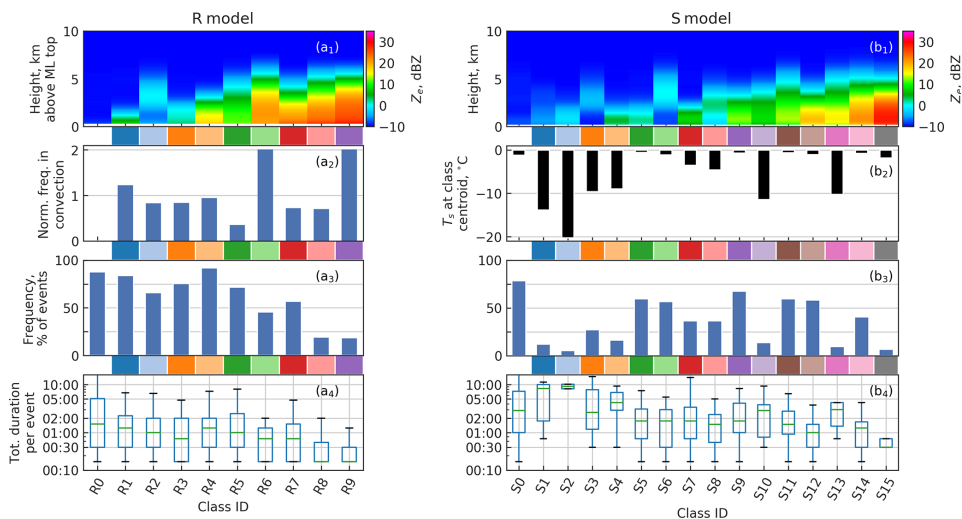 R model
S model
10
5
0
Height, km
above ML top
(a1)
30
20
10
0
−10
Ze, dBZ
10
5
0
Height, km
(b1)
30
20
10
0
−10
Ze, dBZ
2
1
0
Norm. freq. in
convection
(a2)
0
−10
−20
Ts at class
centroid, °C
(b2)
100
50
0
Frequency,
% of events
(a3)
100
50
0
(b3)
10:00
05:00
02:00
01:00
00:30
00:10
Tot. duration
per event
(a4)
10:00
05:00
02:00
01:00
00:30
00:10
(b4)
R0 R1 R2 R3 R4 R5 R6 R7 R8 R9
Class ID
S0 S1 S2 S3 S4 S5 S6 S7 S8 S9 S10 S11 S12 S13 S14 S15
Class ID